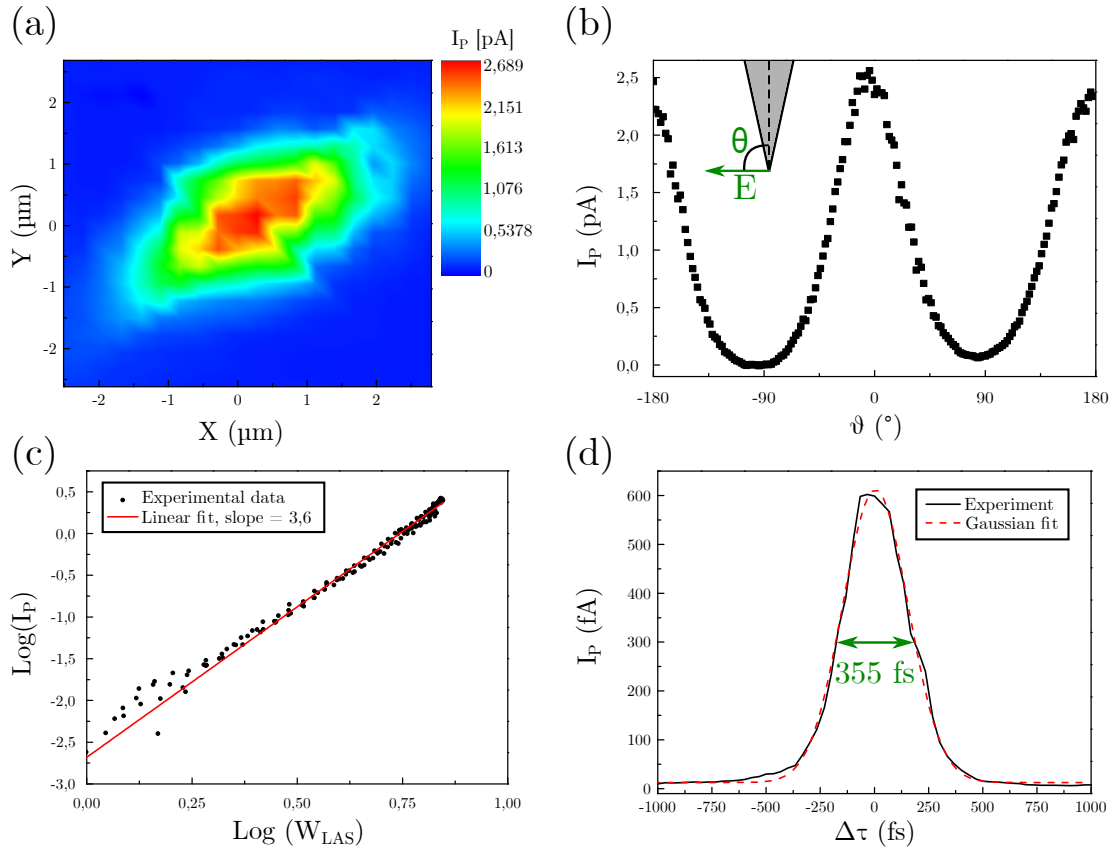 (a)
I_P [pA]
2,689
2,151
1,613
1,076
0,5378
0
2
1
0
-1
-2
Y (µm)
-2
-1
0
1
2
X (µm)
(b)
2,5
2,0
1,5
1,0
0,5
0,0
I_P (pA)
θ
E
-180
-90
0
90
180
ϑ (°)
(c)
Experimental data
Linear fit, slope = 3,6
0,5
0,0
-0,5
-1,0
-1,5
-2,0
-2,5
-3,0
Log(I_P)
0,00
0,25
0,50
0,75
1,00
Log (W_LAS)
(d)
Experiment
Gaussian fit
600
500
400
300
200
100
0
I_P (fA)
355 fs
-1000
-750
-500
-250
0
250
500
750
1000
Δτ (fs)